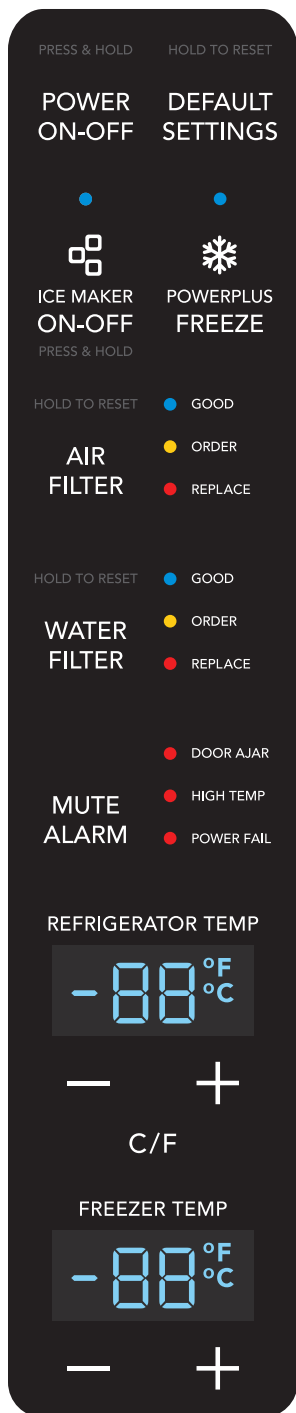 PRESS & HOLD
POWER
ON-OFF
HOLD TO RESET
DEFAULT
SETTINGS
ICE MAKER
ON-OFF
PRESS & HOLD
POWERPLUS
FREEZE
HOLD TO RESET
AIR
FILTER
GOOD
ORDER
REPLACE
HOLD TO RESET
WATER
FILTER
GOOD
ORDER
REPLACE
MUTE
ALARM
DOOR AJAR
HIGH TEMP
POWER FAIL
REFRIGERATOR TEMP
-88 °F
°C
— +
C/F
FREEZER TEMP
-88 °F
°C
— +